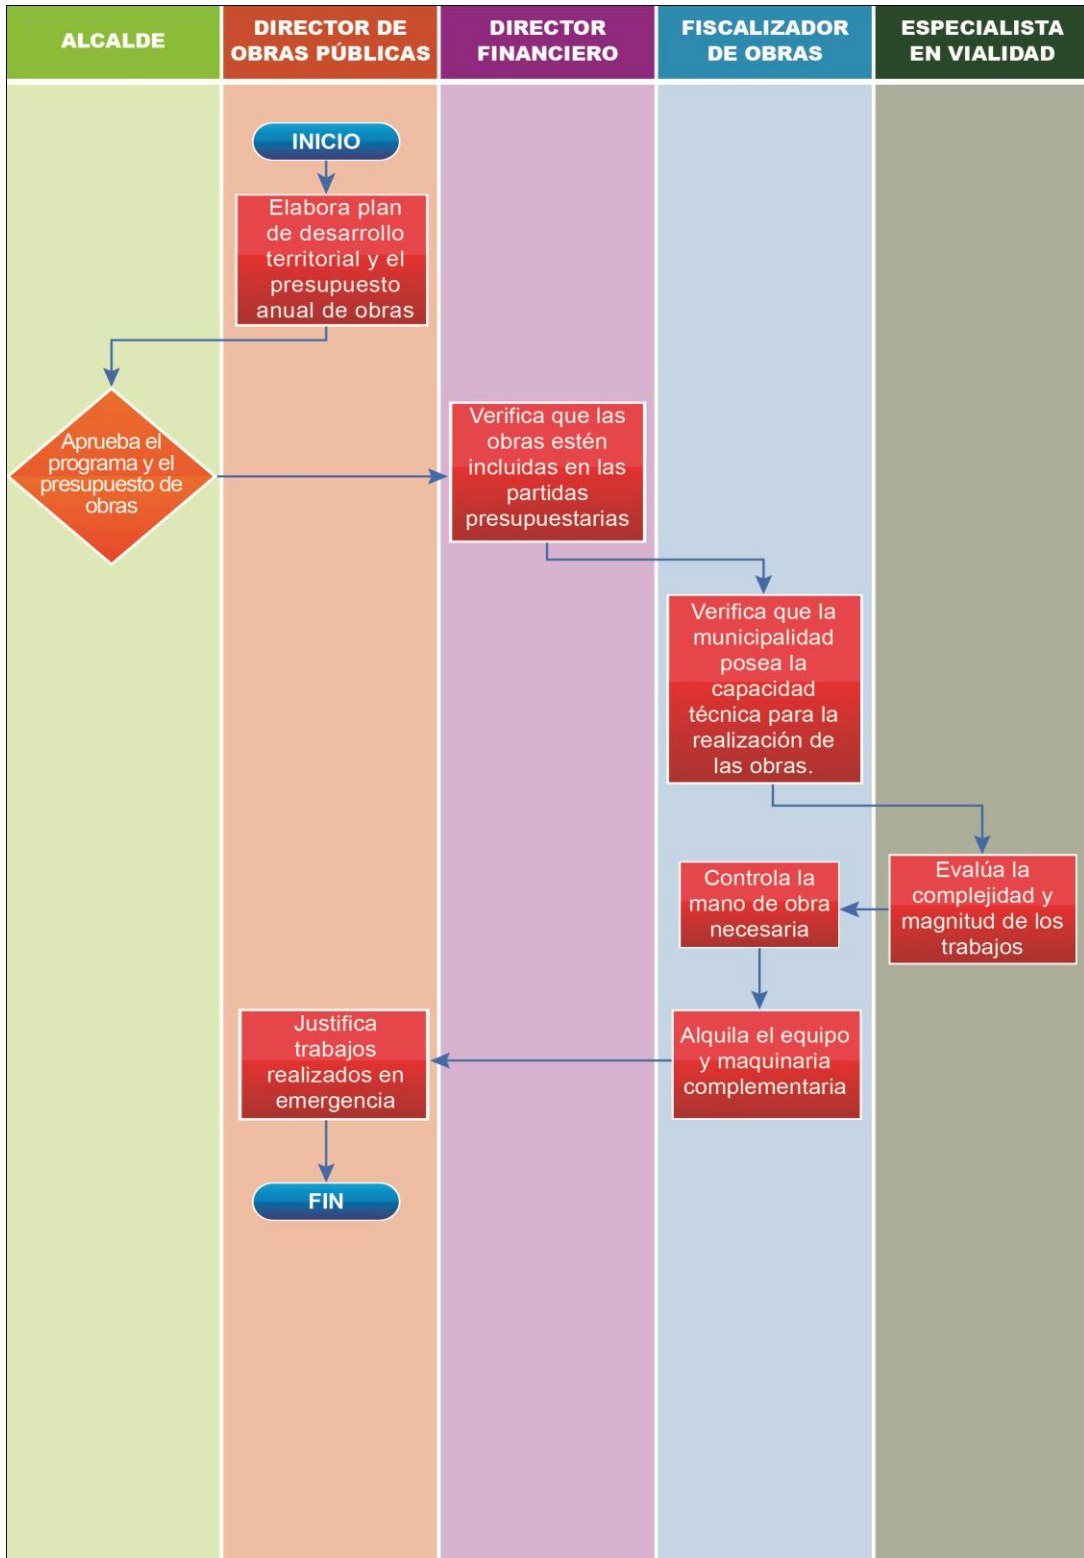 ALCALDE
DIRECTOR DE
OBRAS PÚBLICAS
DIRECTOR
FINANCIERO
FISCALIZADOR
DE OBRAS
ESPECIALISTA
EN VIALIDAD
INICIO
Elabora plan
de desarrollo
territorial y el
presupuesto
anual de obras
Aprueba el
programa y el
presupuesto de
obras
Verifica que las
obras estén
incluidas en las
partidas
presupuestarias
Verifica que la
municipalidad
posea la
capacidad
técnica para la
realización de
las obras.
Evalúa la
complejidad y
magnitud de los
trabajos
Controla la
mano de obra
necesaria
Alquila el equipo
y maquinaria
complementaria
Justifica
trabajos
realizados en
emergencia
FIN